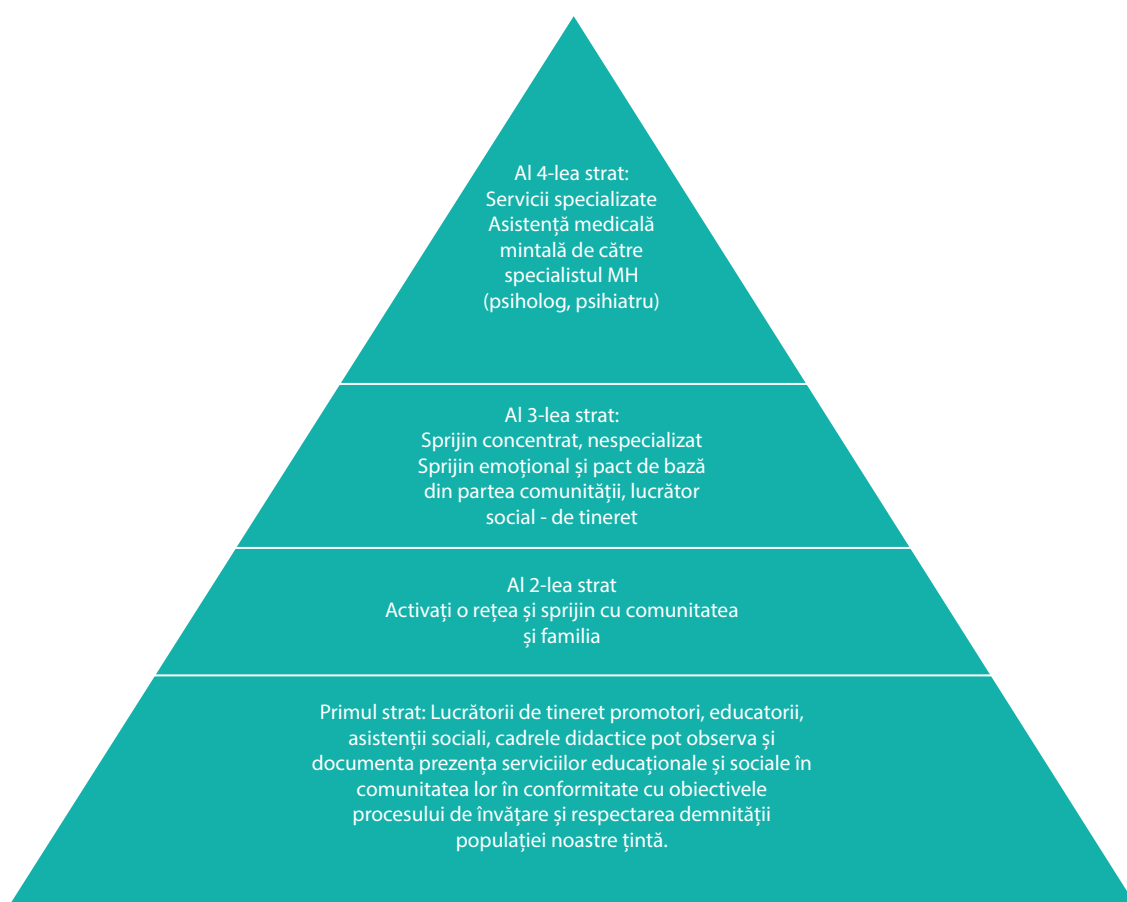 Al 4-lea strat:
Servicii specializate
Asistență medicală
mintală de către
specialistul MH
(psiholog, psihiatru)
Al 3-lea strat:
Sprijin concentrat, nespecializat
Sprijin emoțional și pact de bază
din partea comunității, lucrător
social - de tineret
Al 2-lea strat
Activați o rețea și sprijin cu comunitatea
și familia
Primul strat: Lucrătorii de tineret promotori, educatorii,
asistenții sociali, cadrele didactice pot observa și
documenta prezența serviciilor educaționale și sociale în
comunitatea lor în conformitate cu obiectivele
procesului de învățare și respectarea demnității
populației noastre țintă.